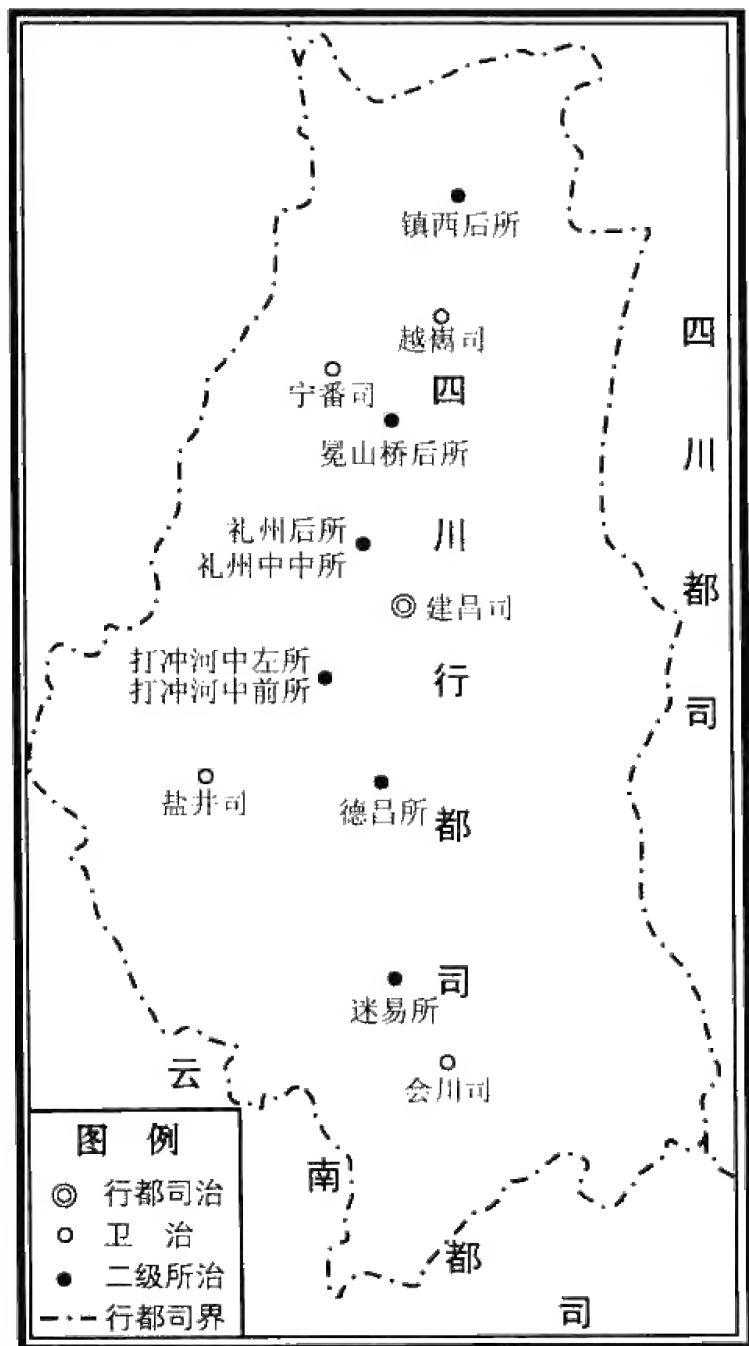 镇西后所
越巂司
宁番司
冕山桥后所
礼州后所
礼州中中所
建昌司
打冲河中左所
打冲河中前所
盐井司
德昌所
迷易所
会川司
四川行都司
四川都司
云南都司
图 例
行都司治
卫 治
二级所治
行都司界